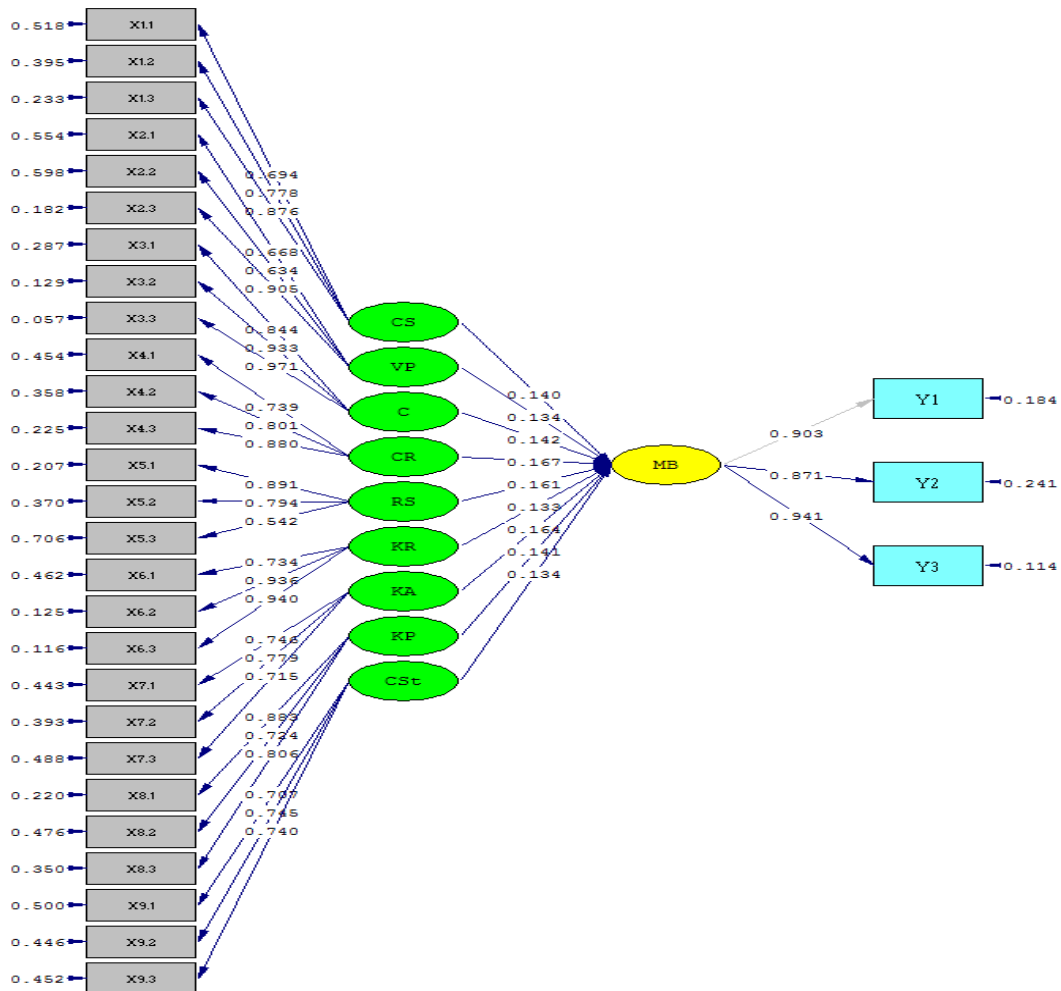 0.518 X1.1
0.395 X1.2
0.233 X1.3
0.554 X2.1
0.598 X2.2
0.182 X2.3
0.287 X3.1
0.129 X3.2
0.057 X3.3
0.454 X4.1
0.358 X4.2
0.225 X4.3
0.207 X5.1
0.370 X5.2
0.706 X5.3
0.462 X6.1
0.125 X6.2
0.116 X6.3
0.443 X7.1
0.393 X7.2
0.488 X7.3
0.220 X8.1
0.476 X8.2
0.350 X8.3
0.500 X9.1
0.446 X9.2
0.452 X9.3
0.694
0.778
0.876
0.668
0.634
0.905
0.844
0.933
0.971
0.739
0.801
0.880
0.891
0.794
0.542
0.734
0.936
0.940
0.746
0.779
0.715
0.883
0.724
0.806
0.707
0.745
0.740
CS
VP
C
CR
RS
KR
KA
KP
CSt
0.140
0.134
0.142
0.167
0.161
0.133
0.164
0.141
0.134
MB
0.903
0.871
0.941
Y1 0.184
Y2 0.241
Y3 0.114